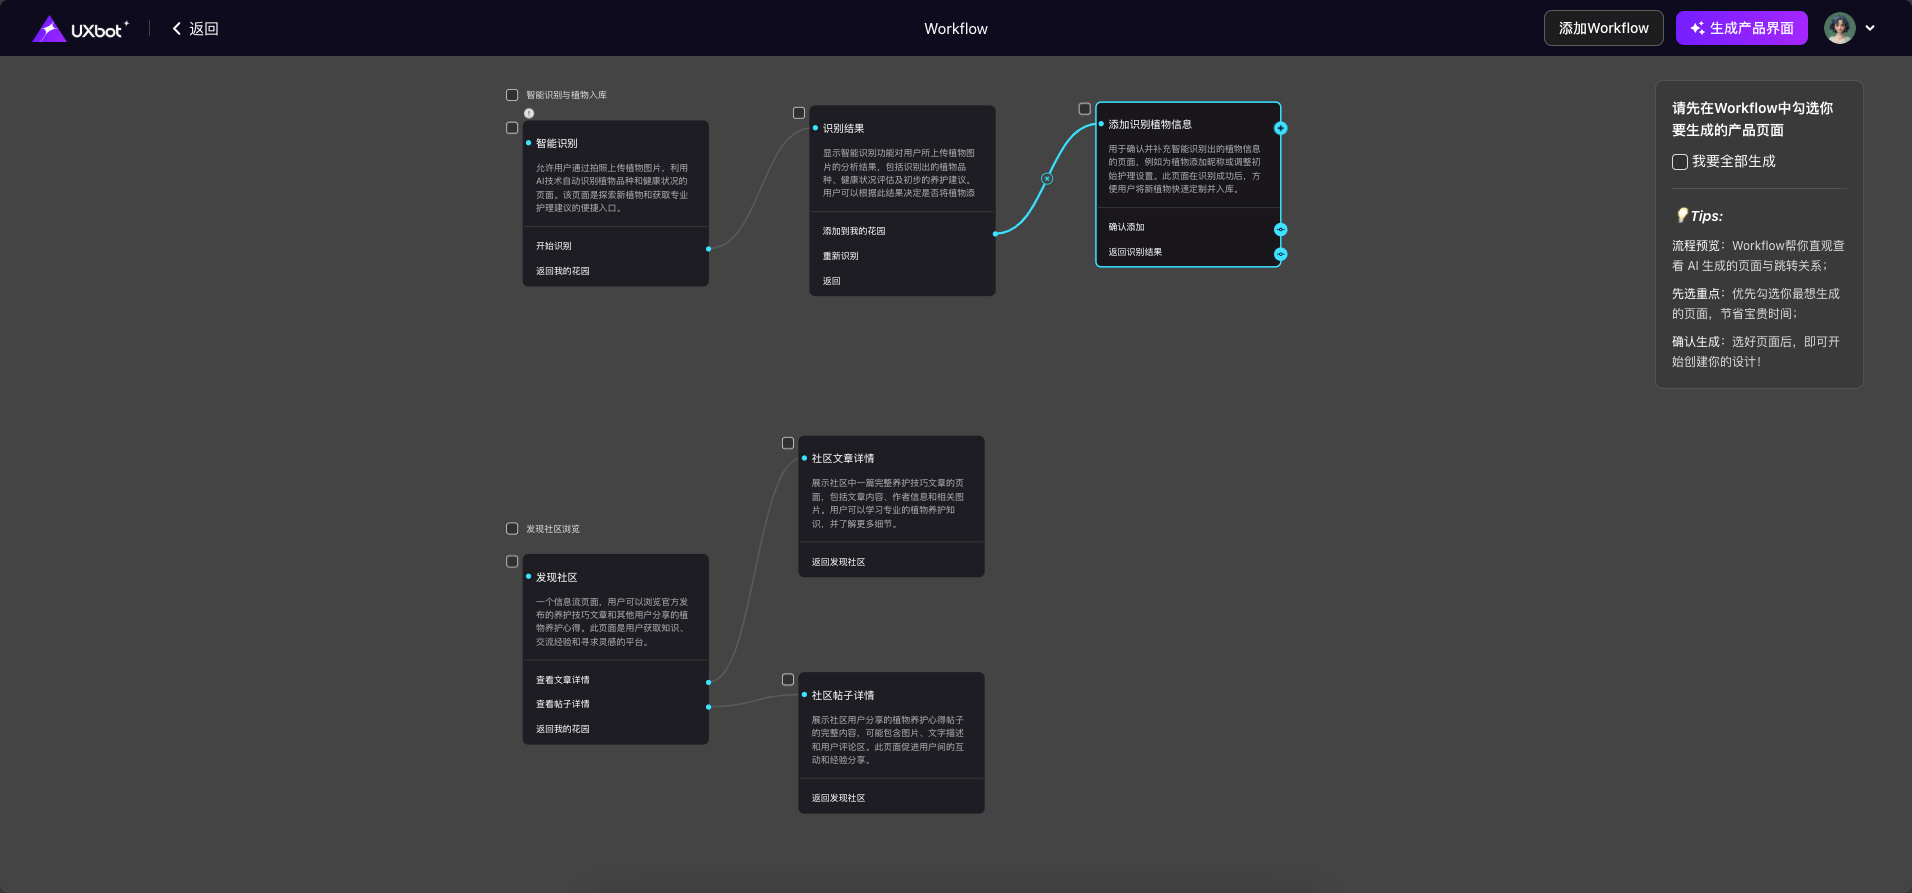 UXbot
返回
Workflow
添加Workflow
生成产品界面
智能识别与植物入库
智能识别
允许用户通过拍照上传植物图片，利用
AI技术自动识别植物品种和健康状况的
页面。该页面是探索新植物和获取专业
护理建议的便捷入口。
开始识别
返回我的花园
识别结果
显示智能识别功能对用户所上传植物图
片的分析结果，包括识别出的植物品
种、健康状况评估及初步的养护建议。
用户可以根据此结果决定是否将植物添
添加到我的花园
重新识别
返回
添加识别植物信息
用于确认并补充智能识别出的植物信息
的页面，例如为植物添加昵称或调整初
始护理设置。此页面在识别成功后，方
便用户将新植物快速定制并入库。
确认添加
返回识别结果
请先在Workflow中勾选你
要生成的产品页面
我要全部生成
💡Tips:
流程预览：Workflow帮你直观查
看 AI 生成的页面与跳转关系；
先选重点：优先勾选你最想生成
的页面，节省宝贵时间；
确认生成：选好页面后，即可开
始创建你的设计！
发现社区浏览
发现社区
一个信息流页面，用户可以浏览官方发
布的养护技巧文章和其他用户分享的植
物养护心得。此页面是用户获取知识、
交流经验和寻求灵感的平台。
查看文章详情
查看帖子详情
返回我的花园
社区文章详情
展示社区中一篇完整养护技巧文章的页
面，包括文章内容、作者信息和相关图
片。用户可以学习专业的植物养护知
识，并了解更多细节。
返回发现社区
社区帖子详情
展示社区用户分享的植物养护心得帖子
的完整内容，可能包含图片、文字描述
和用户评论区。此页面促进用户间的互
动和经验分享。
返回发现社区